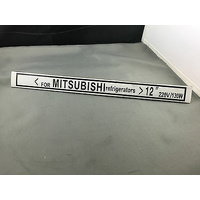 < FOR MITSUBISHI refrigerators > 12" 220V/130W